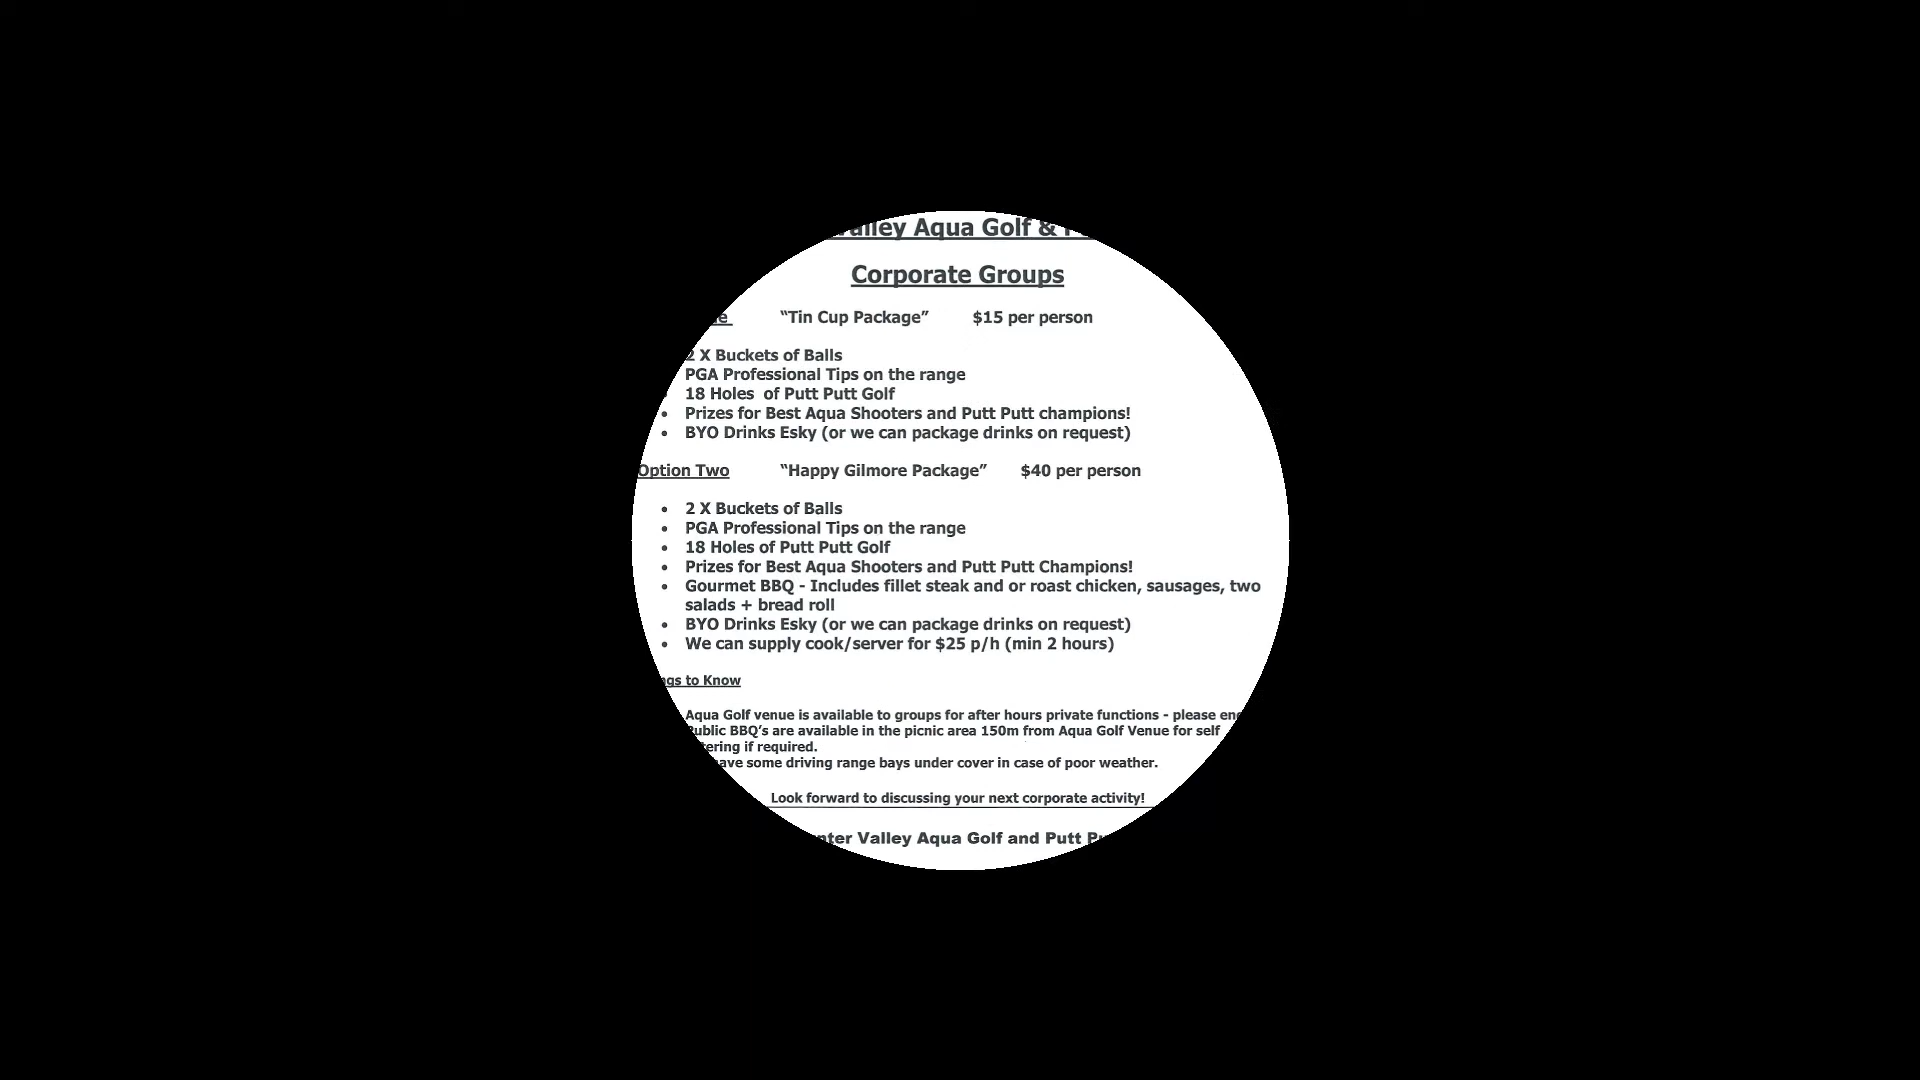 Valley Aqua Golf &
Corporate Groups
"Tin Cup Package" $15 per person
2 X Buckets of Balls
PGA Professional Tips on the range
18 Holes of Putt Putt Golf
• Prizes for Best Aqua Shooters and Putt Putt champions!
• BYO Drinks Esky (or we can package drinks on request)
Option Two "Happy Gilmore Package" $40 per person
• 2 X Buckets of Balls
• PGA Professional Tips on the range
• 18 Holes of Putt Putt Golf
• Prizes for Best Aqua Shooters and Putt Putt Champions!
• Gourmet BBQ - Includes fillet steak and or roast chicken, sausages, two
salads + bread roll
• BYO Drinks Esky (or we can package drinks on request)
• We can supply cook/server for $25 p/h (min 2 hours)
to Know
Aqua Golf venue is available to groups for after hours private functions - please
Public BBQ's are available in the picnic area 150m from Aqua Golf Venue for self
if required.
have some driving range bays under cover in case of poor weather.
Look forward to discussing your next corporate activity!
Valley Aqua Golf and Putt